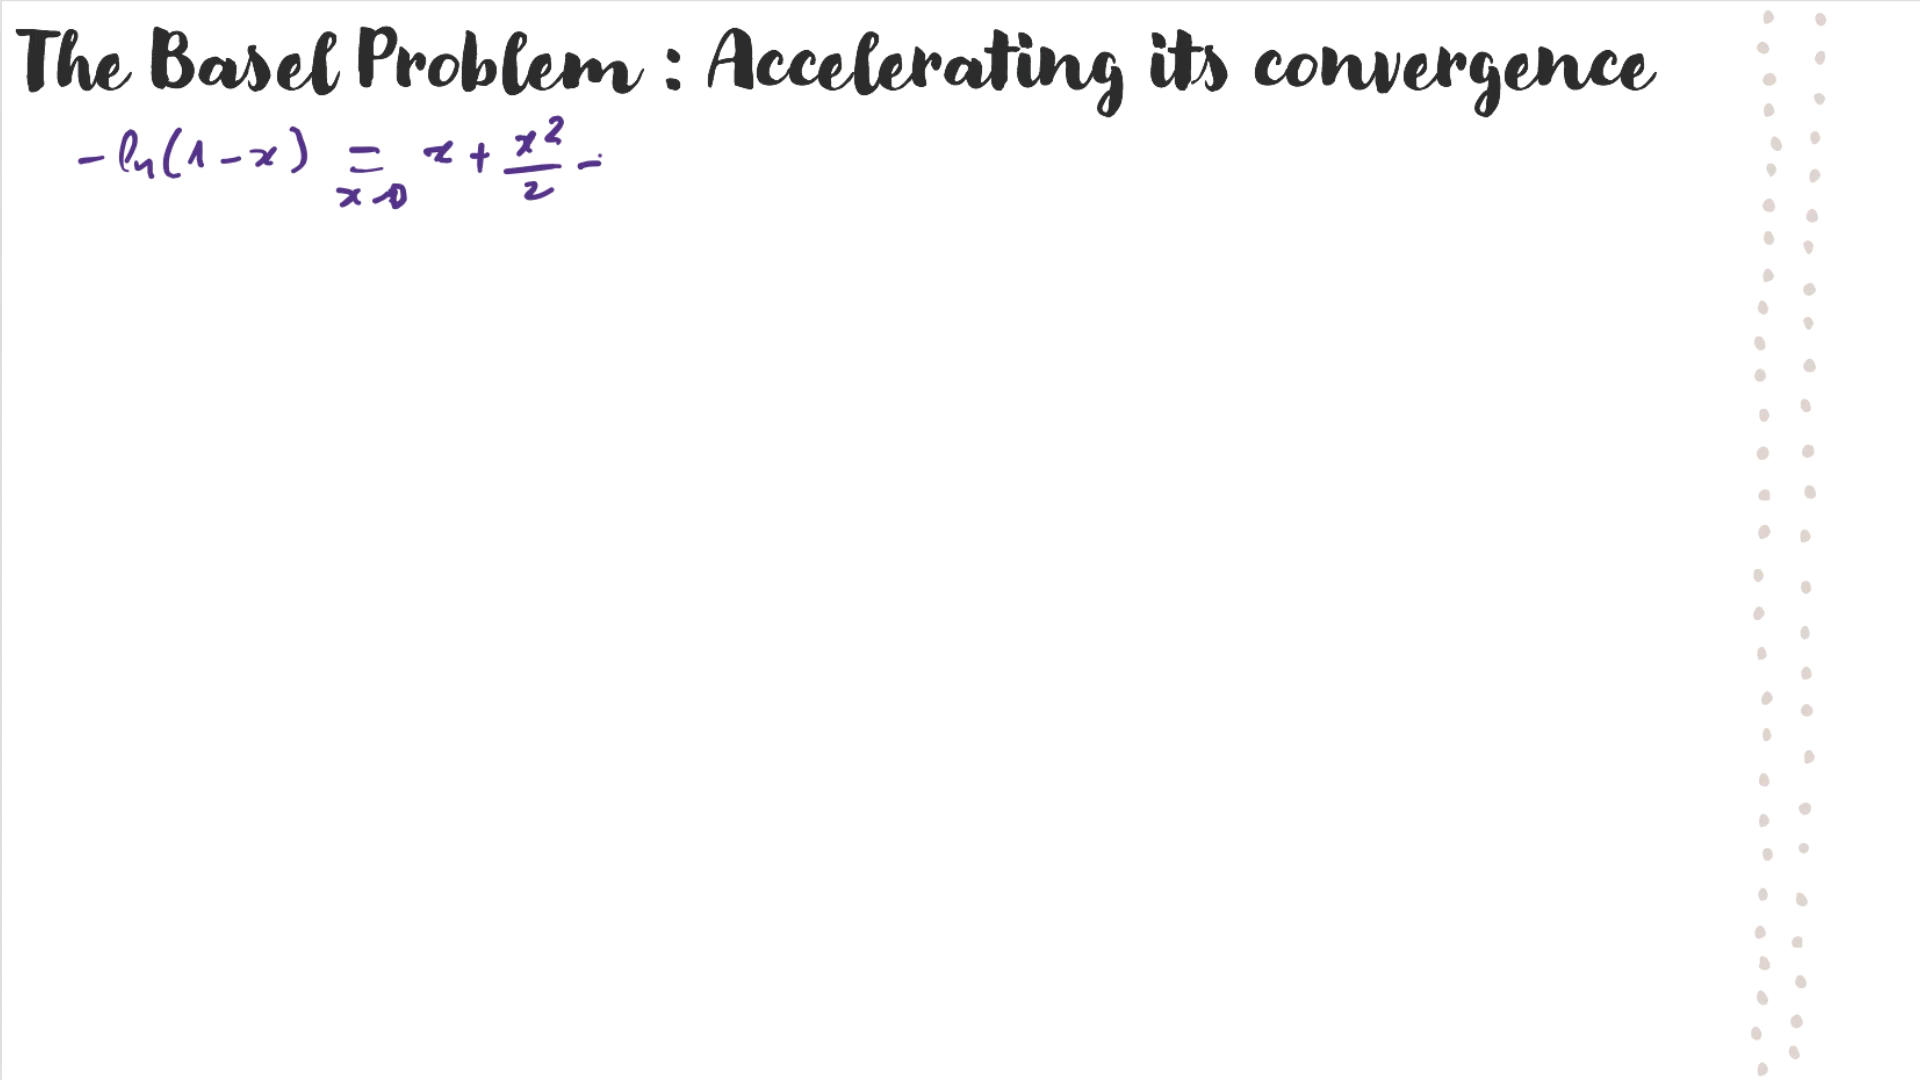 The Basel Problem : Accelerating its convergence
-ln(1-x) = x + x²/2 -
x→0